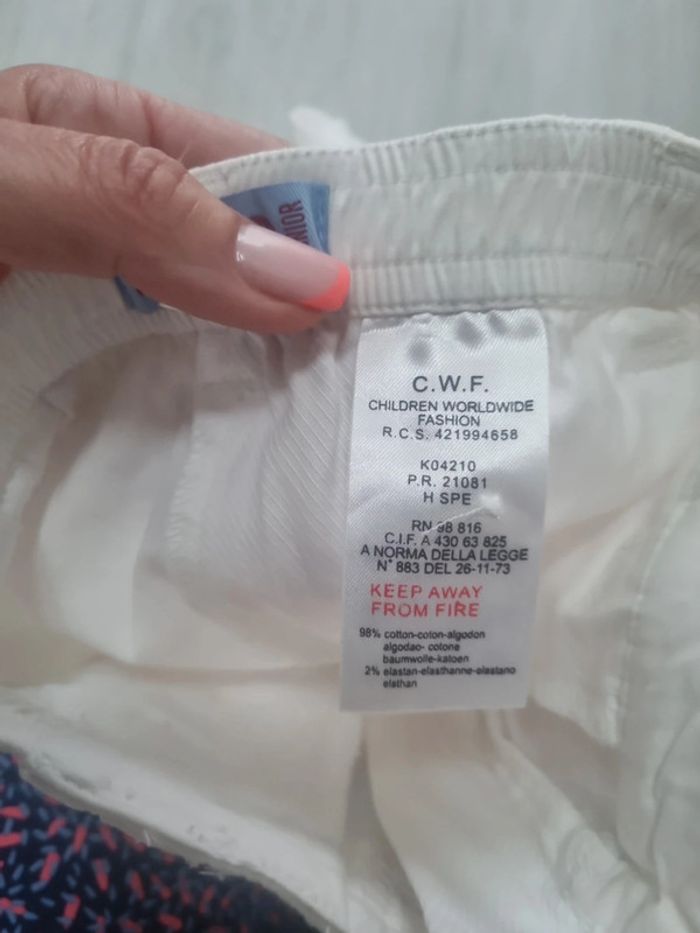 C.W.F.
CHILDREN WORLDWIDE
FASHION
R.C.S. 421994658
K04210
P.R. 21081
H SPE
RN 98 816
C.I.F. A 430 63 825
A NORMA DELLA LEGGE
N° 883 DEL 26-11-73
KEEP AWAY
FROM FIRE
98% cotton-coton-algodon
algodao- cotone
baumwolle-katoen
2% elastan-elasthanne-elastano
elathan